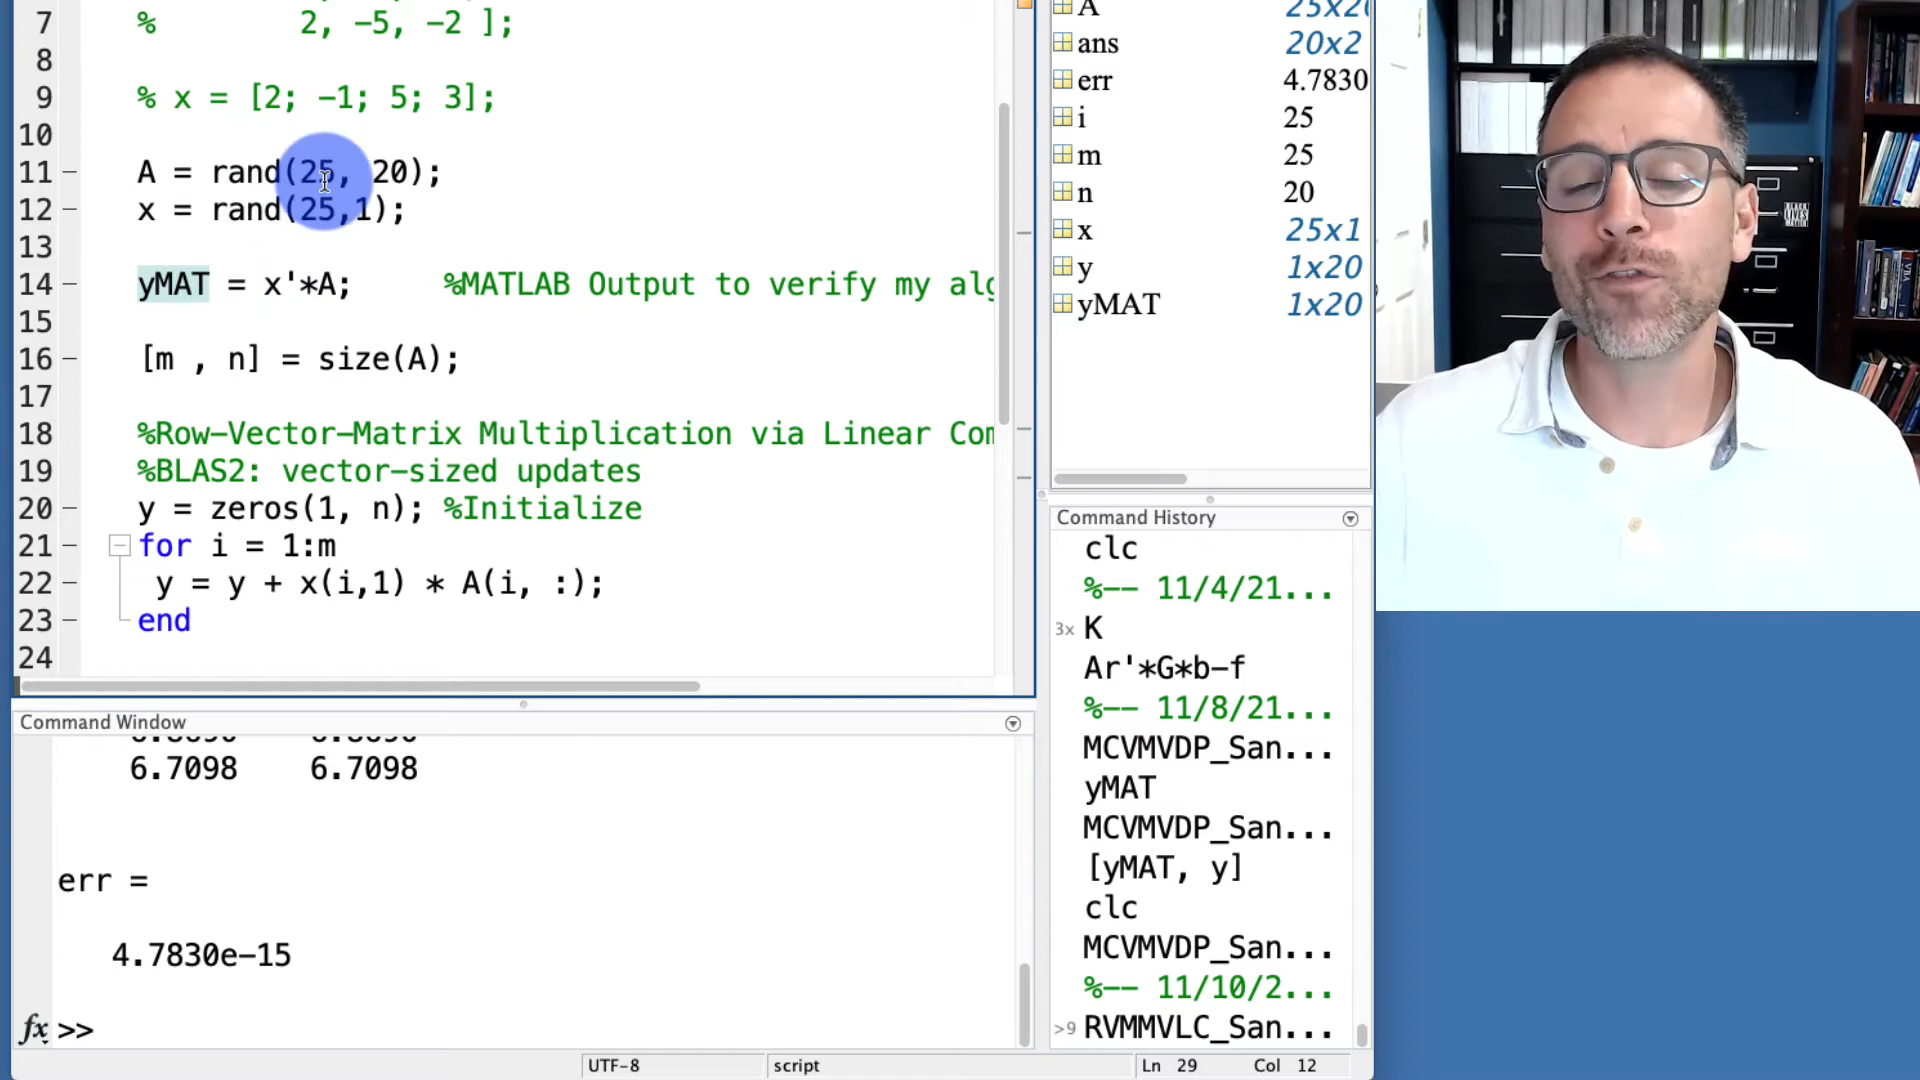 7 % 2, -5, -2 ];
8
9 % x = [2; -1; 5; 3];
10
11 A = rand(25, 20);
12 x = rand(25,1);
13
14 yMAT = x'*A; %MATLAB Output to verify my alg
15
16 [m , n] = size(A);
17
18 %Row-Vector-Matrix Multiplication via Linear Com
19 %BLAS2: vector-sized updates
20 y = zeros(1, n); %Initialize
21 for i = 1:m
22 y = y + x(i,1) * A(i, :);
23 end
24
A 25x20
ans 20x2
err 4.7830
i 25
m 25
n 20
x 25x1
y 1x20
yMAT 1x20
Command History
clc
%-- 11/4/21...
3x K
Ar'*G*b-f
%-- 11/8/21...
MCVMVDP_San...
yMAT
MCVMVDP_San...
[yMAT, y]
clc
MCVMVDP_San...
%-- 11/10/2...
>9 RVMMVLC_San...
Command Window
6.7098 6.7098
err =
4.7830e-15
fx >>
UTF-8 script Ln 29 Col 12
BLACK
LIVES
VBA